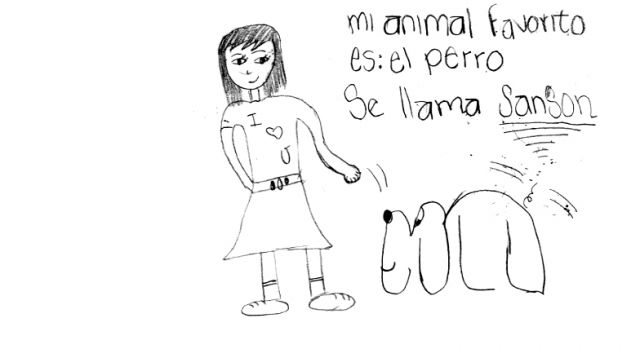 mi animal favorito
es: el perro
Se llama Sanson
I ♡
U